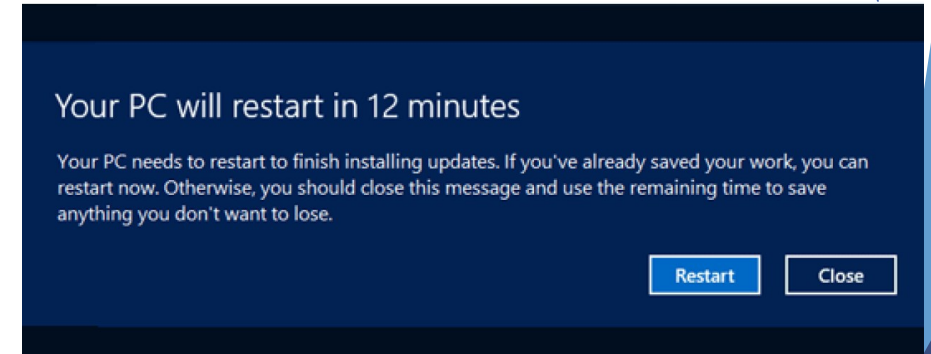 Your PC will restart in 12 minutes
Your PC needs to restart to finish installing updates. If you've already saved your work, you can
restart now. Otherwise, you should close this message and use the remaining time to save
anything you don't want to lose.
Restart
Close